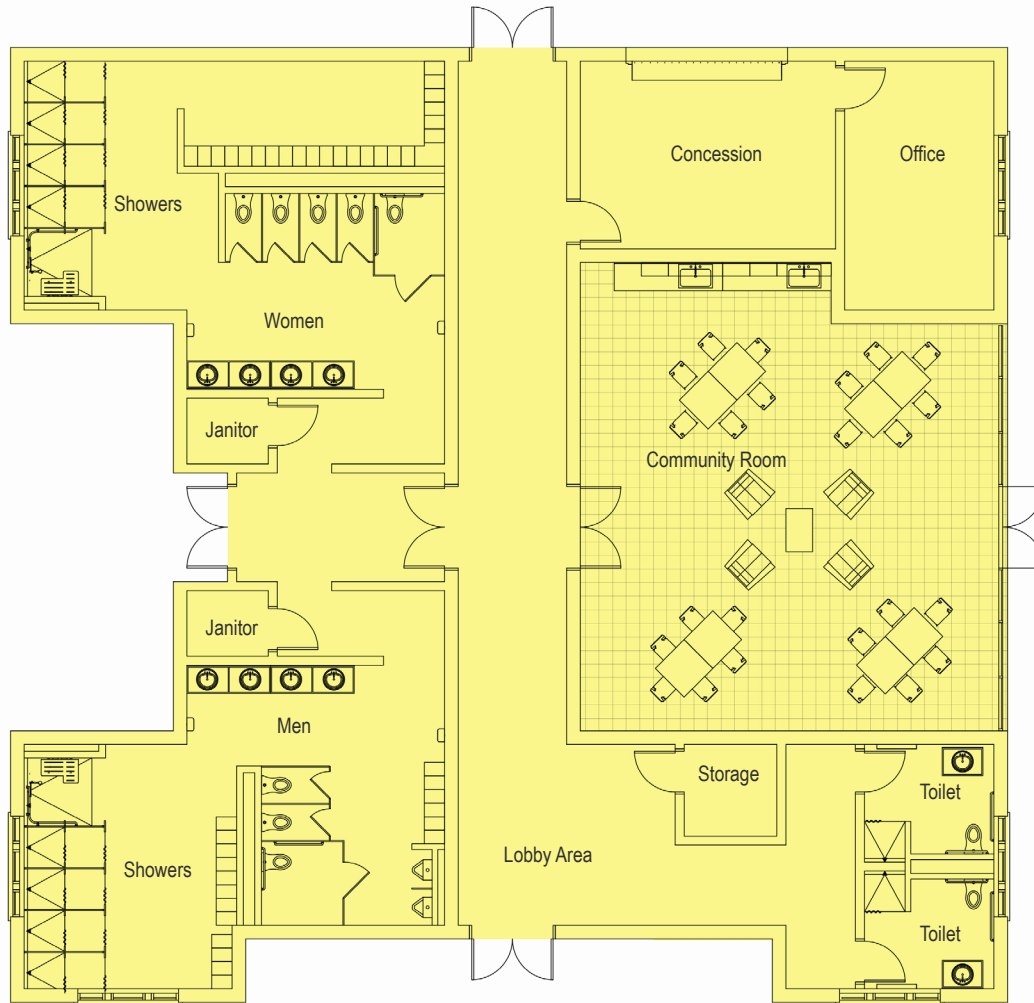 Concession
Office
Showers
Women
Janitor
Community Room
Janitor
Men
Storage
Toilet
Lobby Area
Showers
Toilet